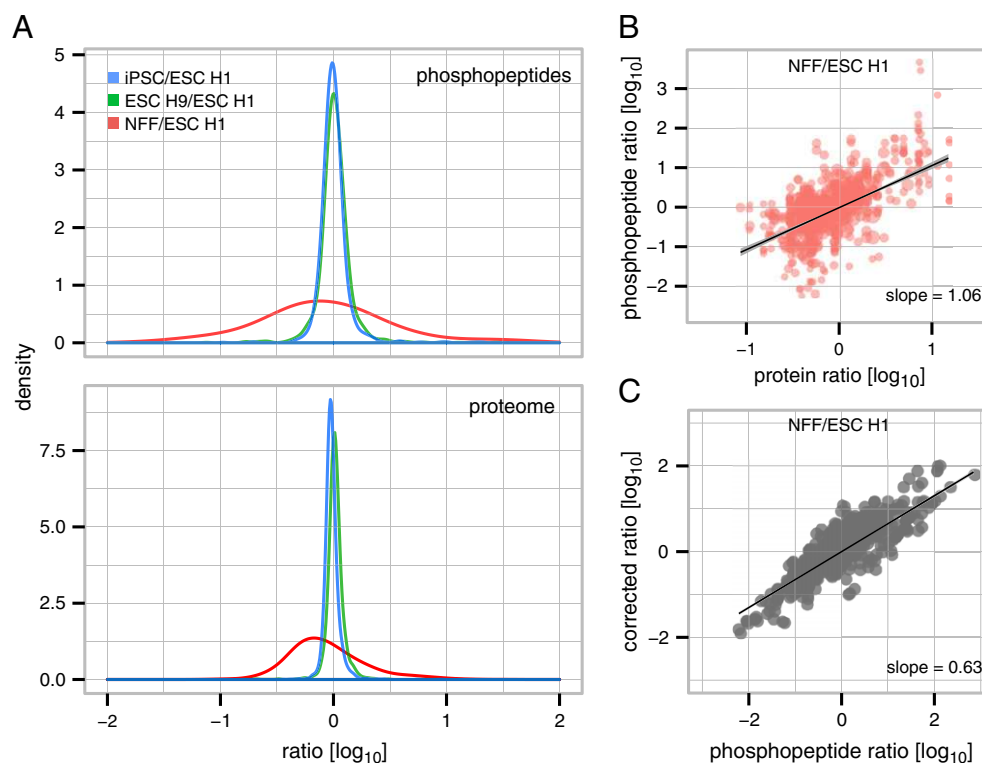 A
5
4
3
2
1
0
iPSC/ESC H1
ESC H9/ESC H1
NFF/ESC H1
phosphopeptides
density
proteome
7.5
5.0
2.5
0.0
−2
−1
0
1
2
ratio [log10]
B
NFF/ESC H1
phosphopeptide ratio [log10]
3
2
1
0
−1
−2
slope = 1.06
−1
0
1
protein ratio [log10]
C
NFF/ESC H1
corrected ratio [log10]
2
0
−2
slope = 0.63
−2
0
2
phosphopeptide ratio [log10]